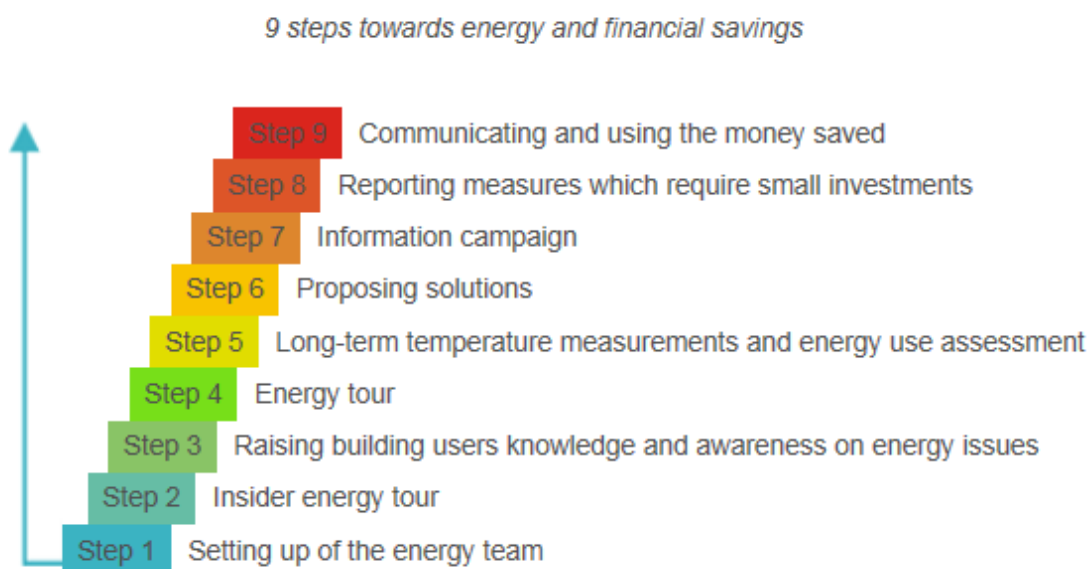 9 steps towards energy and financial savings
Step 9 Communicating and using the money saved
Step 8 Reporting measures which require small investments
Step 7 Information campaign
Step 6 Proposing solutions
Step 5 Long-term temperature measurements and energy use assessment
Step 4 Energy tour
Step 3 Raising building users knowledge and awareness on energy issues
Step 2 Insider energy tour
Step 1 Setting up of the energy team